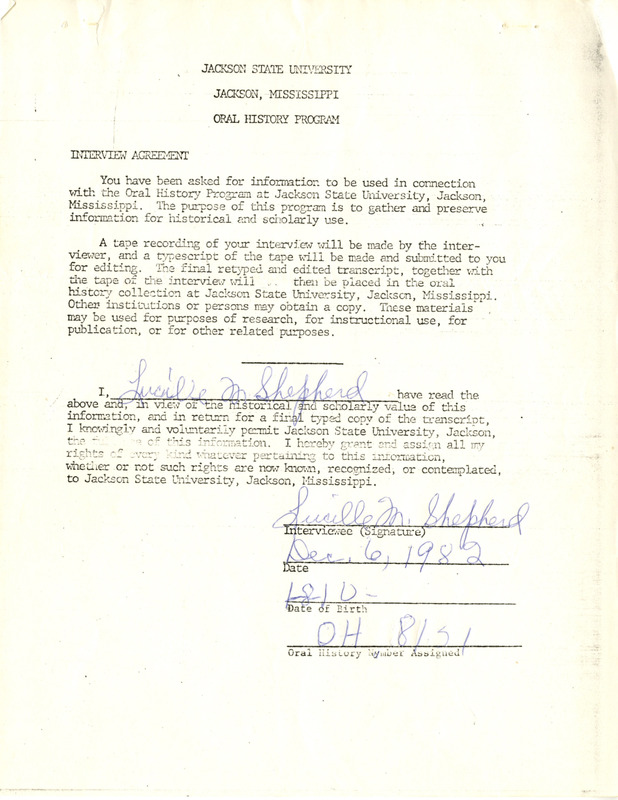 JACKSON STATE UNIVERSITY
JACKSON, MISSISSIPPI
ORAL HISTORY PROGRAM
INTERVIEW AGREEMENT
You have been asked for information to be used in connection
with the Oral History Program at Jackson State University, Jackson,
Mississippi. The purpose of this program is to gather and preserve
information for historical and scholarly use.
A tape recording of your interview will be made by the inter-
viewer, and a typescript of the tape will be made and submitted to you
for editing. The final retyped and edited transcript, together with
the tape of the interview will then be placed in the oral
history collection at Jackson State University, Jackson, Mississippi.
Other institutions or persons may obtain a copy. These materials
may be used for purposes of research, for instructional use, for
publication, or for other related purposes.
I, Lucille M Shepherd have read the
above and, in view of the historical and scholarly value of this
information, and in return for a final typed copy of the transcript,
I knowingly and voluntarily permit Jackson State University, Jackson,
the of this information. I hereby grant and assign all my
rights of every kind whatever pertaining to this information,
whether or not such rights are now known, recognized, or contemplated,
to Jackson State University, Jackson, Mississippi.
Lucille M. Shepherd
Interviewee (Signature)
Dec. 6, 1982
Date
Date of Birth
OH
Oral History Number Assigned